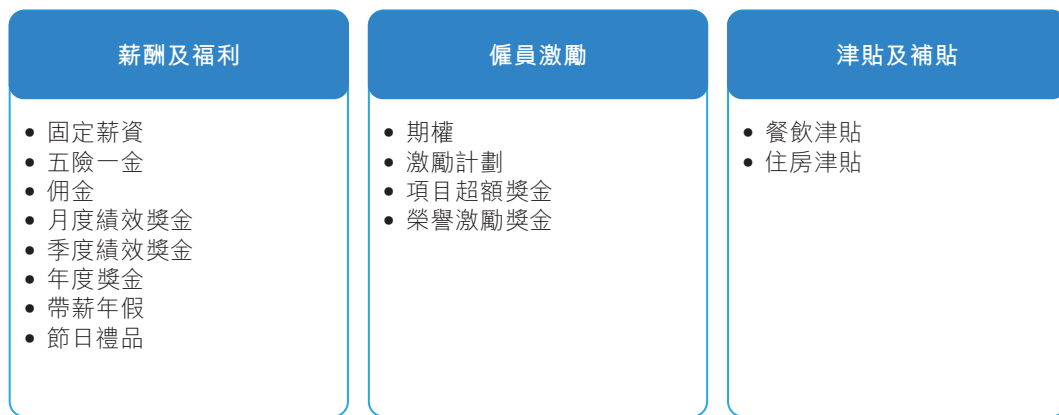 薪酬及福利
固定薪資
五險一金
佣金
月度績效獎金
季度績效獎金
年度獎金
帶薪年假
節日禮品
僱員激勵
期權
激勵計劃
項目超額獎金
榮譽激勵獎金
津貼及補貼
餐飲津貼
住房津貼